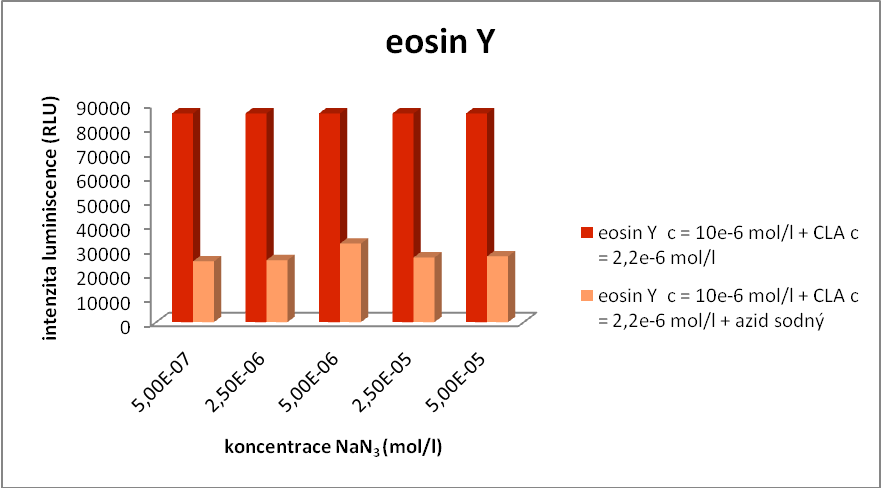 eosin Y
intenzita luminiscence (RLU)
90000
80000
70000
60000
50000
40000
30000
20000
10000
0
5,00E-07
2,50E-06
5,00E-06
2,50E-05
5,00E-05
koncentrace NaN₃ (mol/l)
eosin Y c = 10e-6 mol/l + CLA c
= 2,2e-6 mol/l
eosin Y c = 10e-6 mol/l + CLA c
= 2,2e-6 mol/l + azid sodný